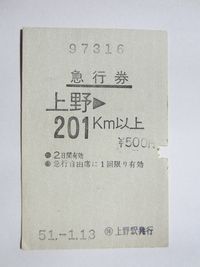 97316
急行券
上野▶
201Km以上
¥500
●2日間有効
●急行自由席に1回限り有効
51.-1.13
上野駅発行